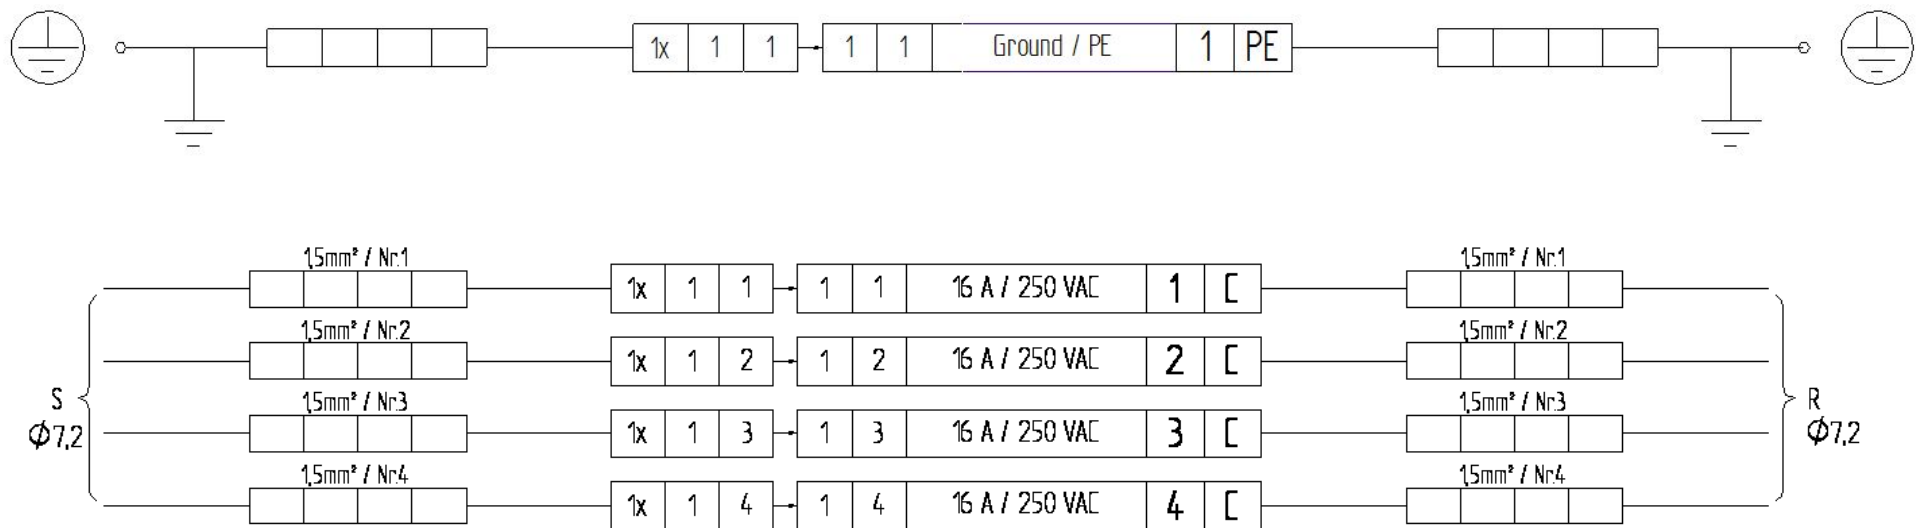 1x 1 1 1 1 Ground / PE 1 PE
1,5mm² / Nr.1 1,5mm² / Nr.1
1x 1 1 1 1 16 A / 250 VAC 1 C
1,5mm² / Nr.2 1,5mm² / Nr.2
1x 1 2 1 2 16 A / 250 VAC 2 C
S R
1,5mm² / Nr.3 1,5mm² / Nr.3
Ø7,2 1x 1 3 1 3 16 A / 250 VAC 3 C Ø7,2
1,5mm² / Nr.4 1,5mm² / Nr.4
1x 1 4 1 4 16 A / 250 VAC 4 C